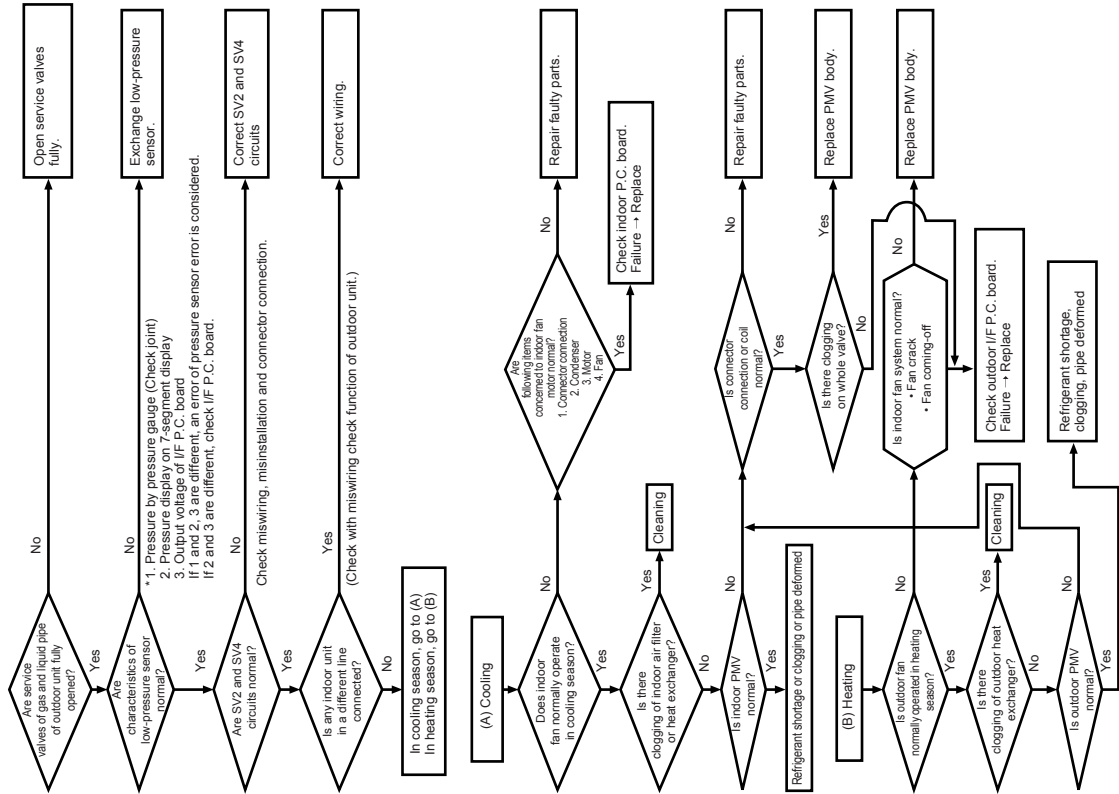 Are service
valves of gas and liquid pipe
of outdoor unit fully
opened?
No
Open service valves
fully.
Yes
Are
characteristics of
low-pressure sensor
normal?
No
Exchange low-pressure
sensor.
*1. Pressure by pressure gauge (Check joint)
2. Pressure display on 7-segment display
3. Output voltage of I/F P.C. board
If 1 and 2, 3 are different, an error of pressure sensor error is considered.
If 2 and 3 are different, check I/F P.C. board.
Yes
Are SV2 and SV4
circuits normal?
No
Correct SV2 and SV4
circuits
Check miswiring, misinstallation and connector connection.
Yes
Is any indoor unit
in a different line
connected?
Yes
Correct wiring.
(Check with miswiring check function of outdoor unit.)
No
In cooling season, go to (A)
In heating season, go to (B)
(A) Cooling
Does indoor
fan normally operate
in cooling season?
No
Are
following items
concerned to indoor fan
motor normal?
1. Connector connection
2. Condenser
3. Motor
4. Fan
No
Repair faulty parts.
Yes
Check indoor P.C. board.
Failure → Replace
Yes
Is there
clogging of indoor air filter
or heat exchanger?
Yes
Cleaning
No
Is indoor PMV
normal?
No
Is connector
connection or coil
normal?
No
Repair faulty parts.
Yes
Is there clogging
on whole valve?
Yes
Replace PMV body.
No
Yes
Refrigerant shortage or clogging or pipe deformed
(B) Heating
Is outdoor fan
normally operated in heating
season?
No
Is indoor fan system normal?
• Fan crack
• Fan coming-off
No
Replace PMV body.
Check outdoor I/F P.C. board.
Failure → Replace
Yes
Is there
clogging of outdoor heat
exchanger?
Yes
Cleaning
No
Is outdoor PMV
normal?
No
Yes
Refrigerant shortage,
clogging, pipe deformed